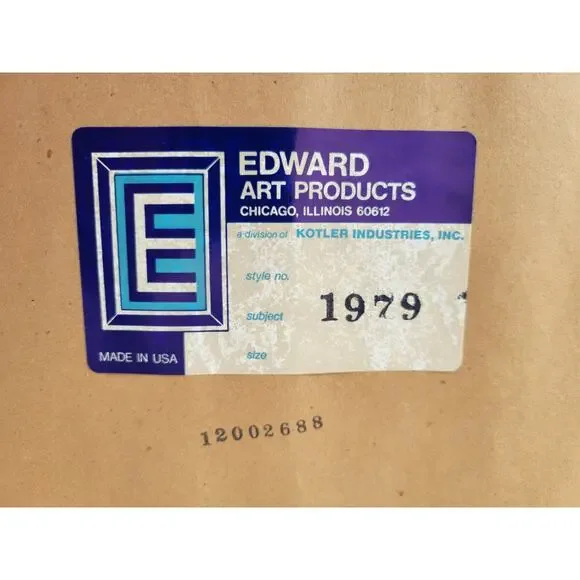 EDWARD
ART PRODUCTS
CHICAGO, ILLINOIS 60612
a division of KOTLER INDUSTRIES, INC.
style no.
subject 1979
size
E
MADE IN USA
12002688